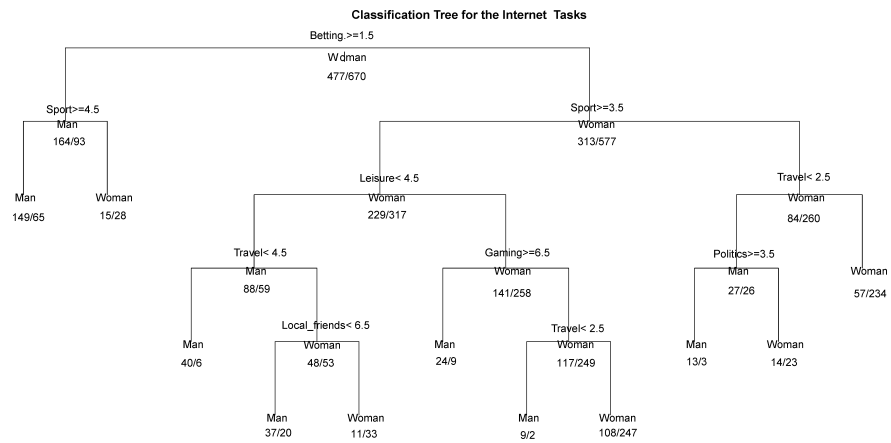 Classification Tree for the Internet Tasks
Betting.>=1.5
Woman
477/670
Sport>=4.5
Man
164/93
Sport>=3.5
Woman
313/577
Man
149/65
Woman
15/28
Leisure< 4.5
Woman
229/317
Travel< 2.5
Woman
84/260
Travel< 4.5
Man
88/59
Gaming>=6.5
Woman
141/258
Politics>=3.5
Man
27/26
Woman
57/234
Man
40/6
Local_friends< 6.5
Woman
48/53
Man
24/9
Travel< 2.5
Woman
117/249
Man
13/3
Woman
14/23
Man
37/20
Woman
11/33
Man
9/2
Woman
108/247